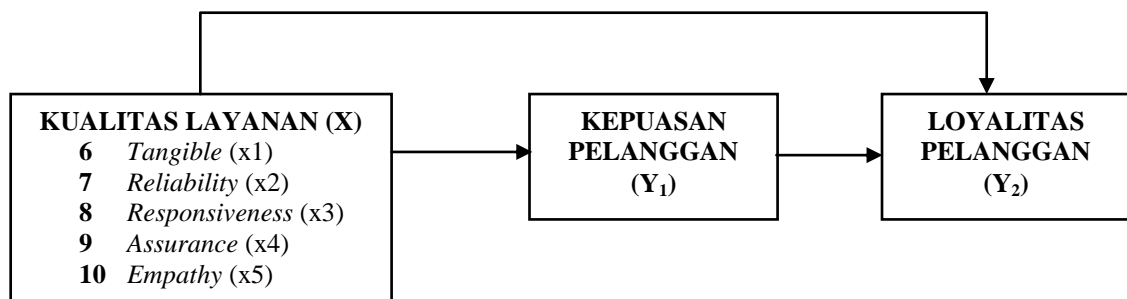 KUALITAS LAYANAN (X)
6 Tangible (x1)
7 Reliability (x2)
8 Responsiveness (x3)
9 Assurance (x4)
10 Empathy (x5)
KEPUASAN
PELANGGAN
(Y₁)
LOYALITAS
PELANGGAN
(Y₂)